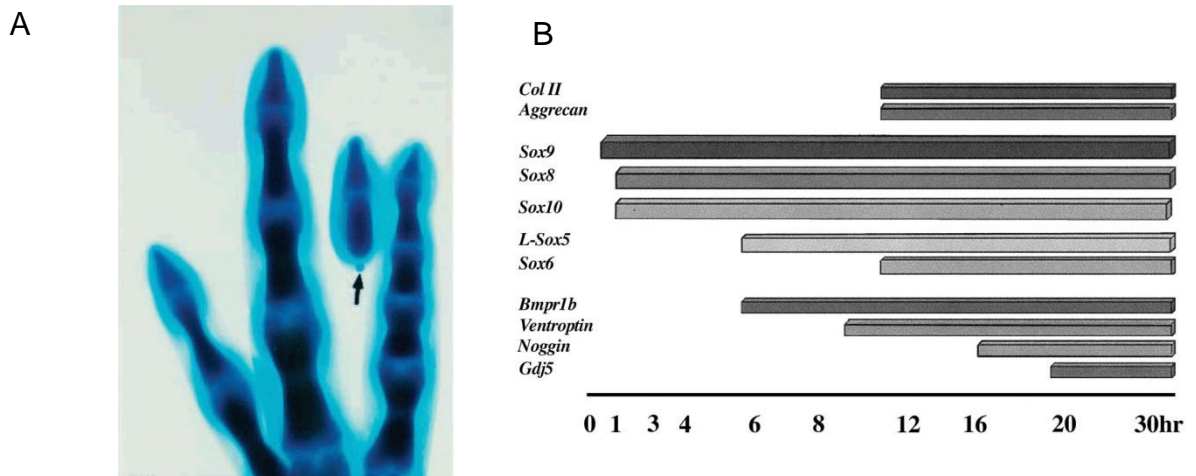 A
B
Col II
Aggrecan
Sox9
Sox8
Sox10
L-Sox5
Sox6
Bmpr1b
Ventroptin
Noggin
Gdj5
0 1 3 4 6 8 12 16 20 30hr